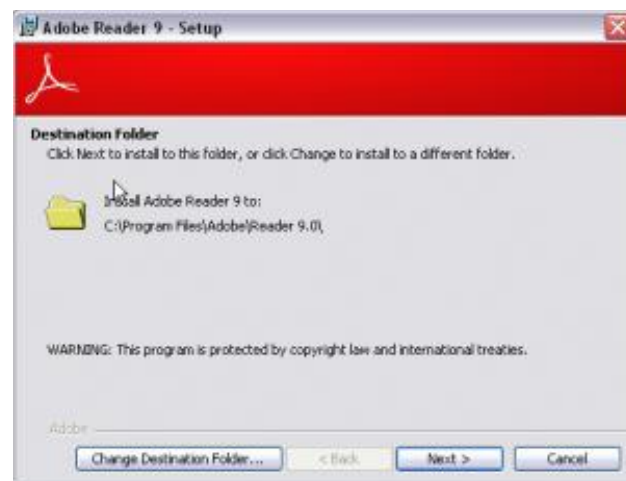 Adobe Reader 9 - Setup
Destination Folder
Click Next to install to this folder, or click Change to install to a different folder.
Install Adobe Reader 9 to:
C:\Program Files\Adobe\Reader 9.0\
WARNING: This program is protected by copyright law and international treaties.
Adobe
Change Destination Folder... < Back Next > Cancel